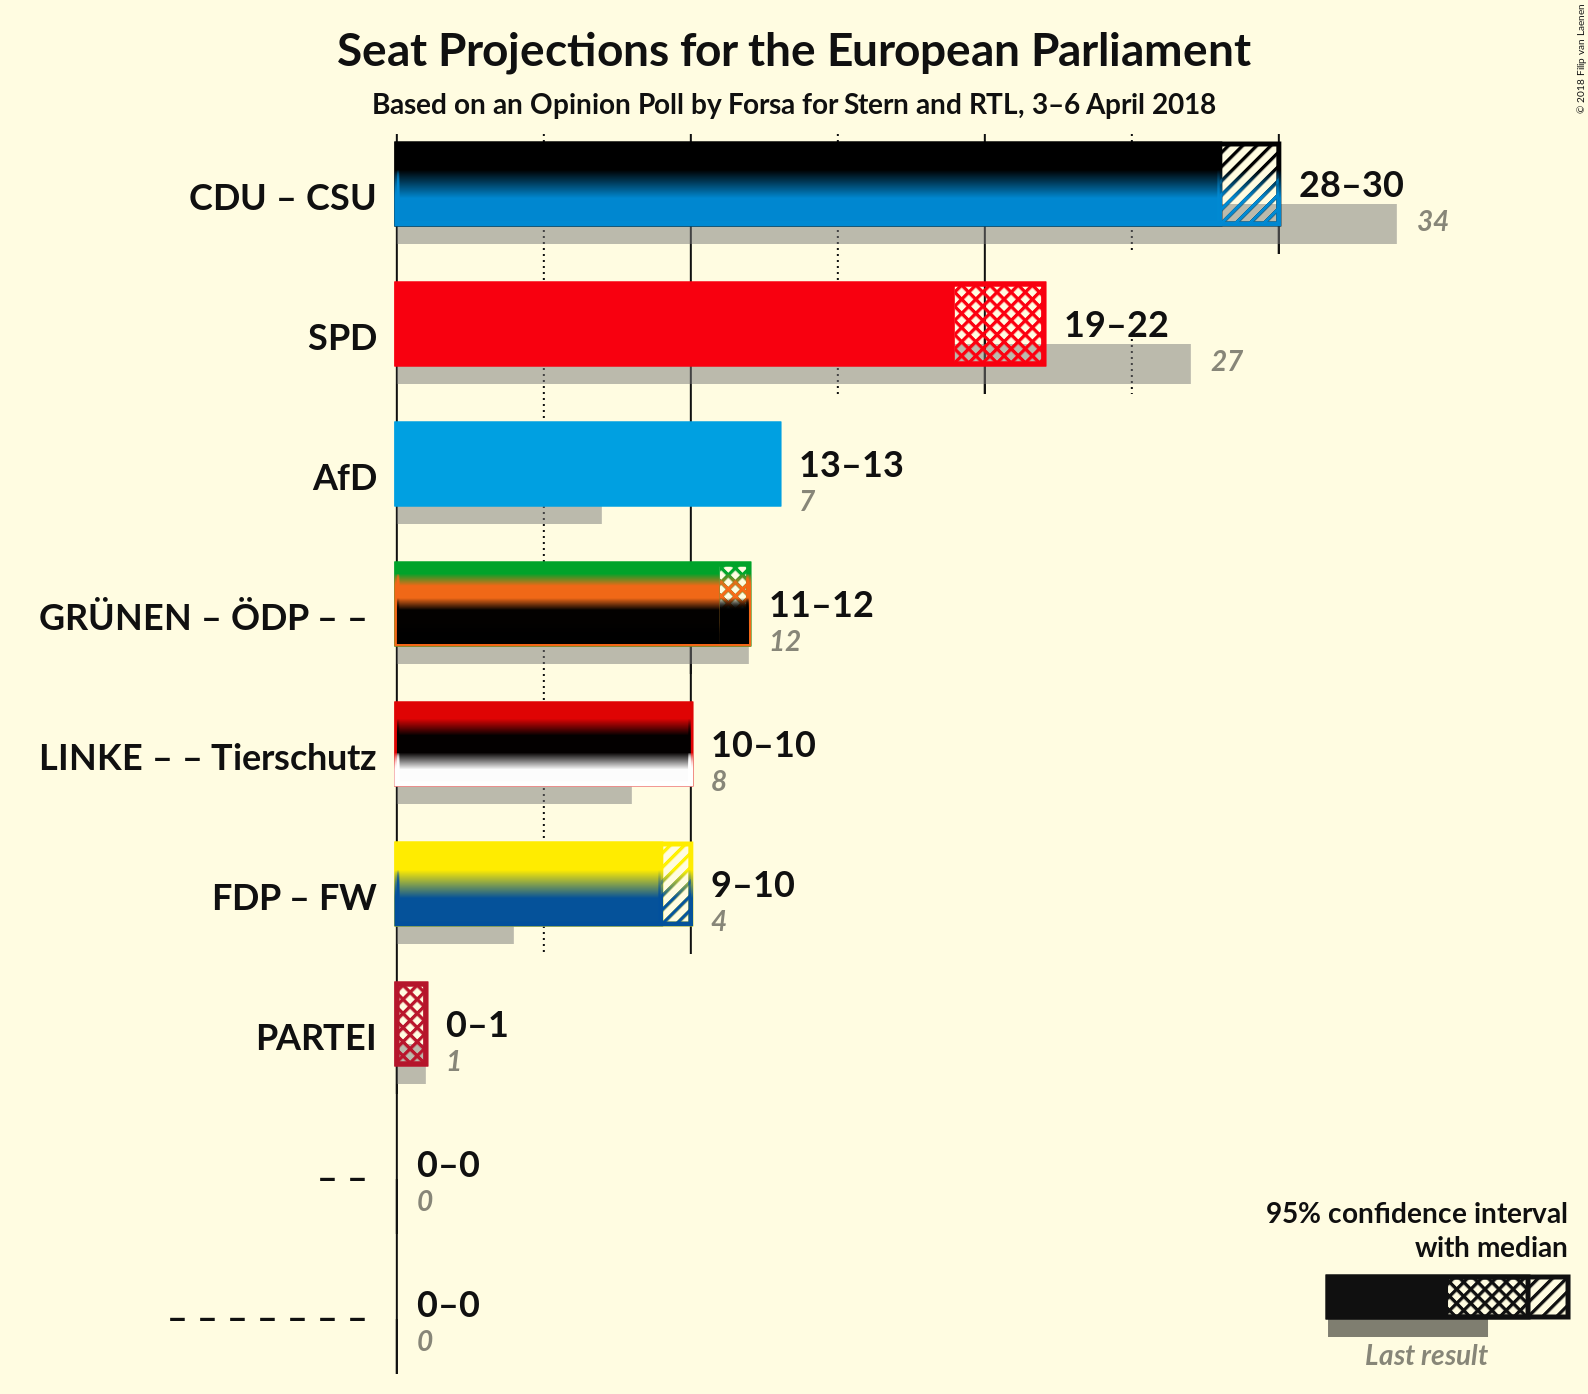 Seat Projections for the European Parliament
Based on an Opinion Poll by Forsa for Stern and RTL, 3–6 April 2018
© 2018 Filip van Laenen
CDU – CSU
28–30
34
SPD
19–22
27
AfD
13–13
7
GRÜNEN – ÖDP – –
11–12
12
LINKE – – Tierschutz
10–10
8
FDP – FW
9–10
4
PARTEI
0–1
1
– –
0–0
0
– – – – – – –
0–0
0
95% confidence interval
with median
Last result